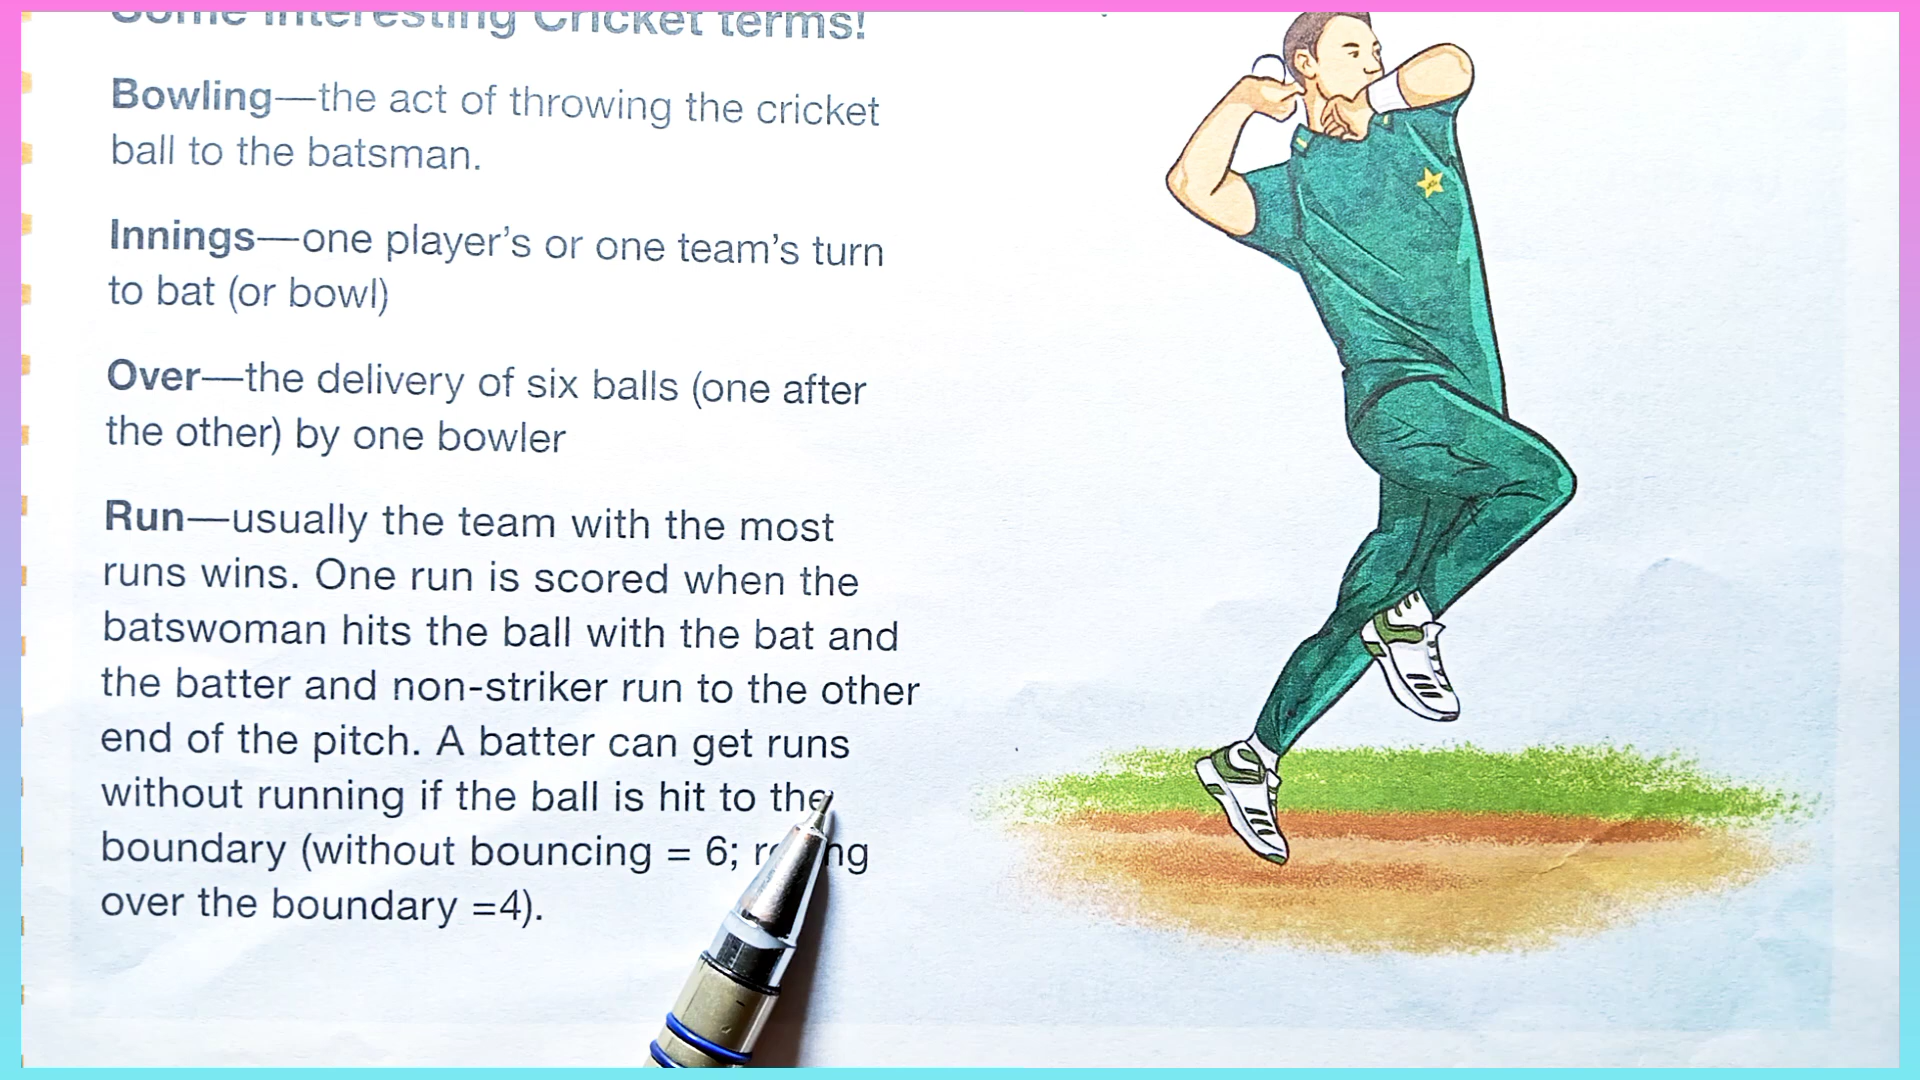 Some interesting Cricket terms!
Bowling—the act of throwing the cricket
ball to the batsman.
Innings—one player's or one team's turn
to bat (or bowl)
Over—the delivery of six balls (one after
the other) by one bowler
Run—usually the team with the most
runs wins. One run is scored when the
batswoman hits the ball with the bat and
the batter and non-striker run to the other
end of the pitch. A batter can get runs
without running if the ball is hit to the
boundary (without bouncing = 6;
over the boundary =4).